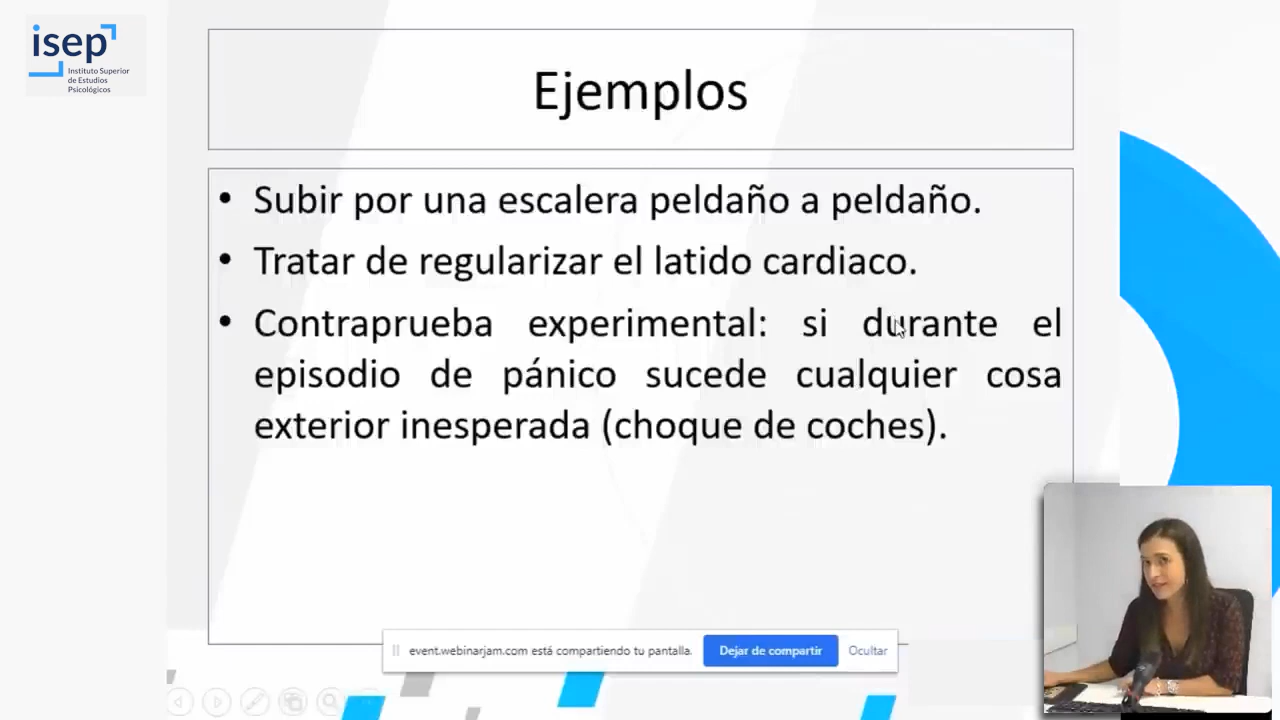 isep
Instituto Superior
de Estudios
Psicológicos
Ejemplos
• Subir por una escalera peldaño a peldaño.
• Tratar de regularizar el latido cardiaco.
• Contraprueba experimental: si durante el
episodio de pánico sucede cualquier cosa
exterior inesperada (choque de coches).
event.webinarjam.com está compartiendo tu pantalla.
Dejar de compartir
Ocultar